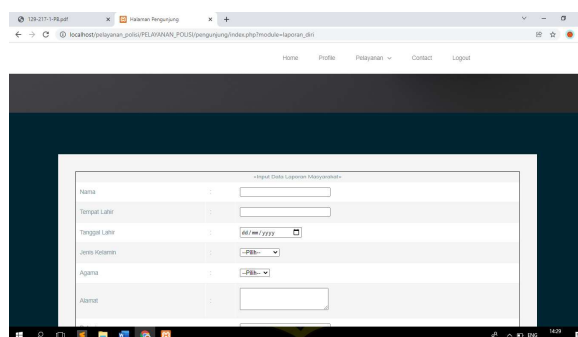 129-217-1-PB.pdf
Halaman Pengunjung
localhost/pelayanan_polisi/PELAYANAN_POLISI/pengunjung/index.php?module=laporan_diri
Home Profile Pelayanan Contact Logout
<Input Data Laporan Masyarakat>
Nama :
Tempat Lahir :
Tanggal Lahir : dd/mm/yyyy
Jenis Kelamin : --Pilih--
Agama : --Pilih--
Alamat :
ENG 14:29